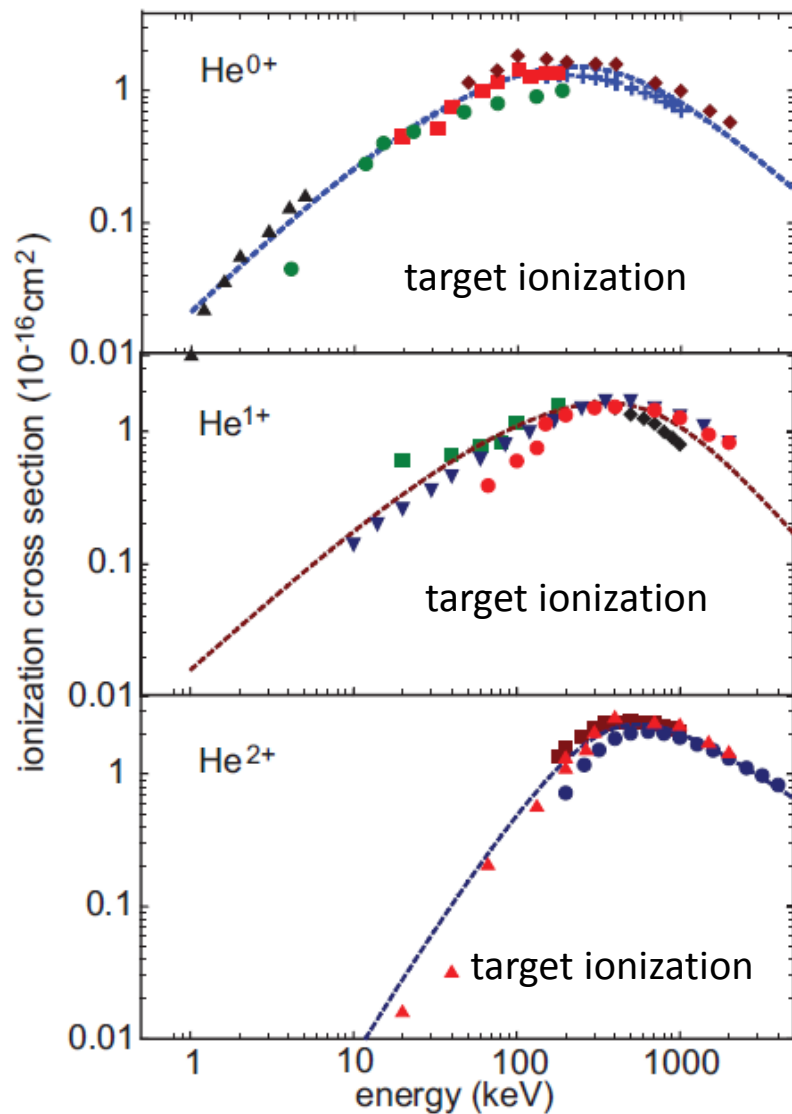 He0+
1
0.1
target ionization
0.01
He1+
1
0.1
target ionization
0.01
He2+
1
0.1
target ionization
0.01
1 10 100 1000
energy (keV)
ionization cross section (10-16cm2)